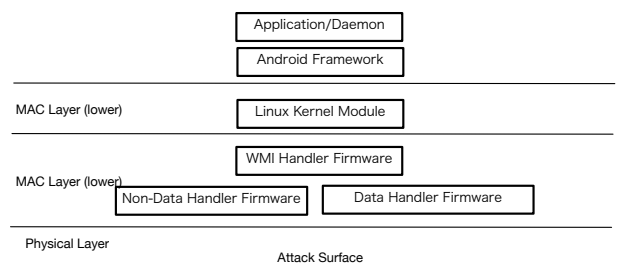 Application/Daemon
Android Framework
MAC Layer (lower)
Linux Kernel Module
WMI Handler Firmware
MAC Layer (lower)
Non-Data Handler Firmware
Data Handler Firmware
Physical Layer
Attack Surface